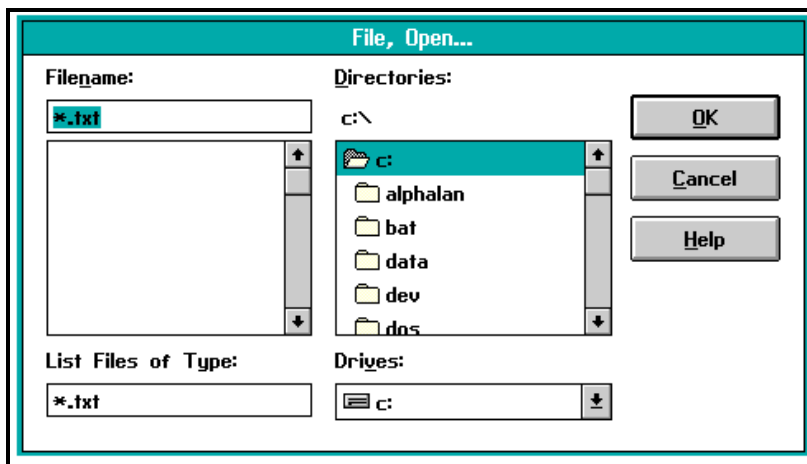 File, Open...
Filename:
*.txt
List Files of Type:
*.txt
Directories:
c:\
c:
alphalan
bat
data
dev
dos
Drives:
c:
OK
Cancel
Help